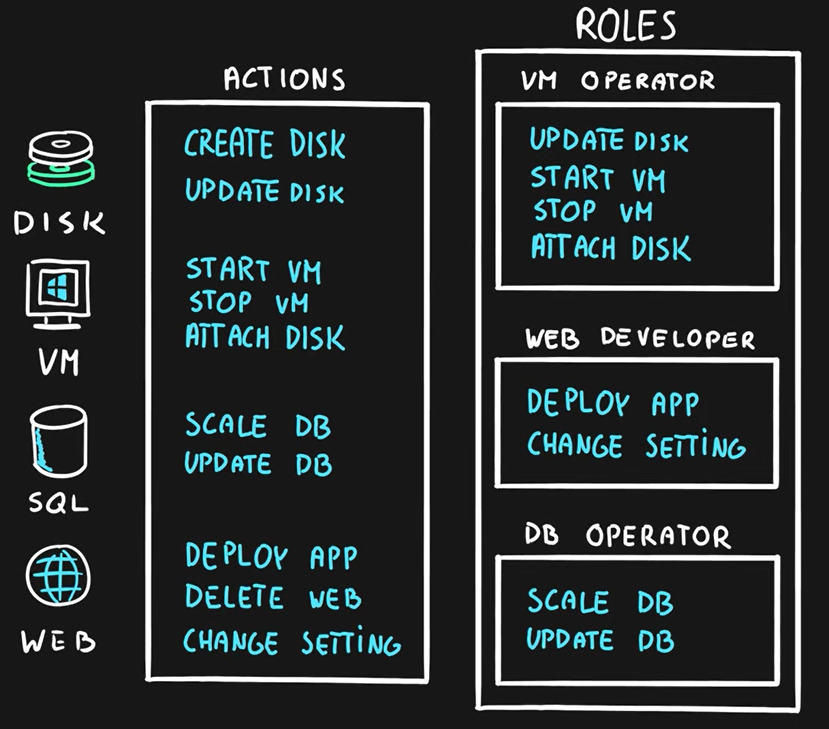 ROLES
ACTIONS
VM OPERATOR
CREATE DISK
UPDATE DISK
DISK
START VM
STOP VM
ATTACH DISK
VM
SCALE DB
UPDATE DB
SQL
DEPLOY APP
DELETE WEB
CHANGE SETTING
WEB
UPDATE DISK
START VM
STOP VM
ATTACH DISK
WEB DEVELOPER
DEPLOY APP
CHANGE SETTING
DB OPERATOR
SCALE DB
UPDATE DB